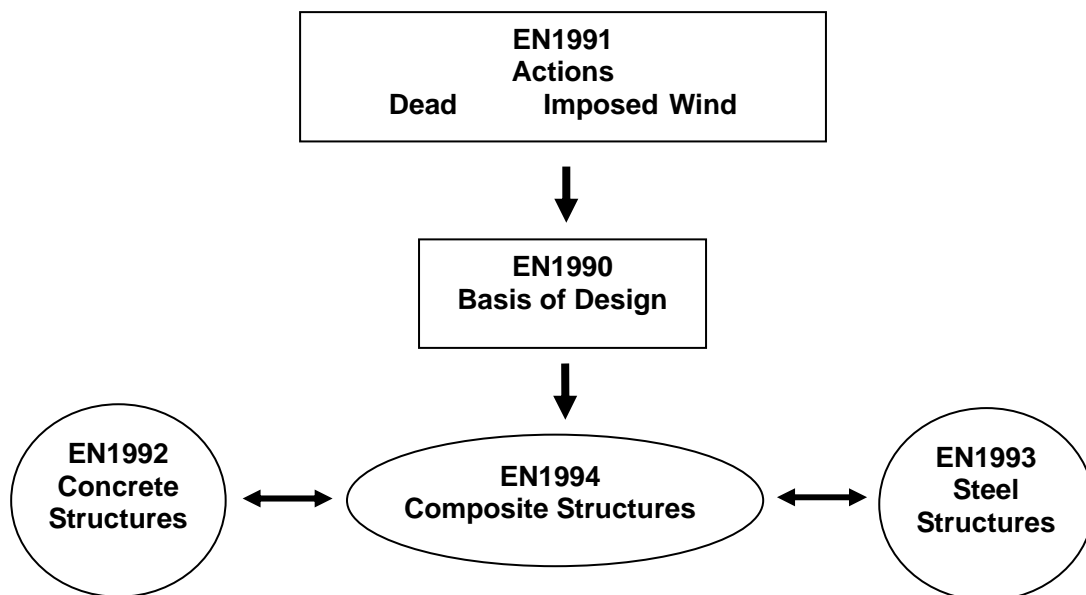 EN1991
Actions
Dead Imposed Wind
EN1990
Basis of Design
EN1992
Concrete
Structures
EN1994
Composite Structures
EN1993
Steel
Structures